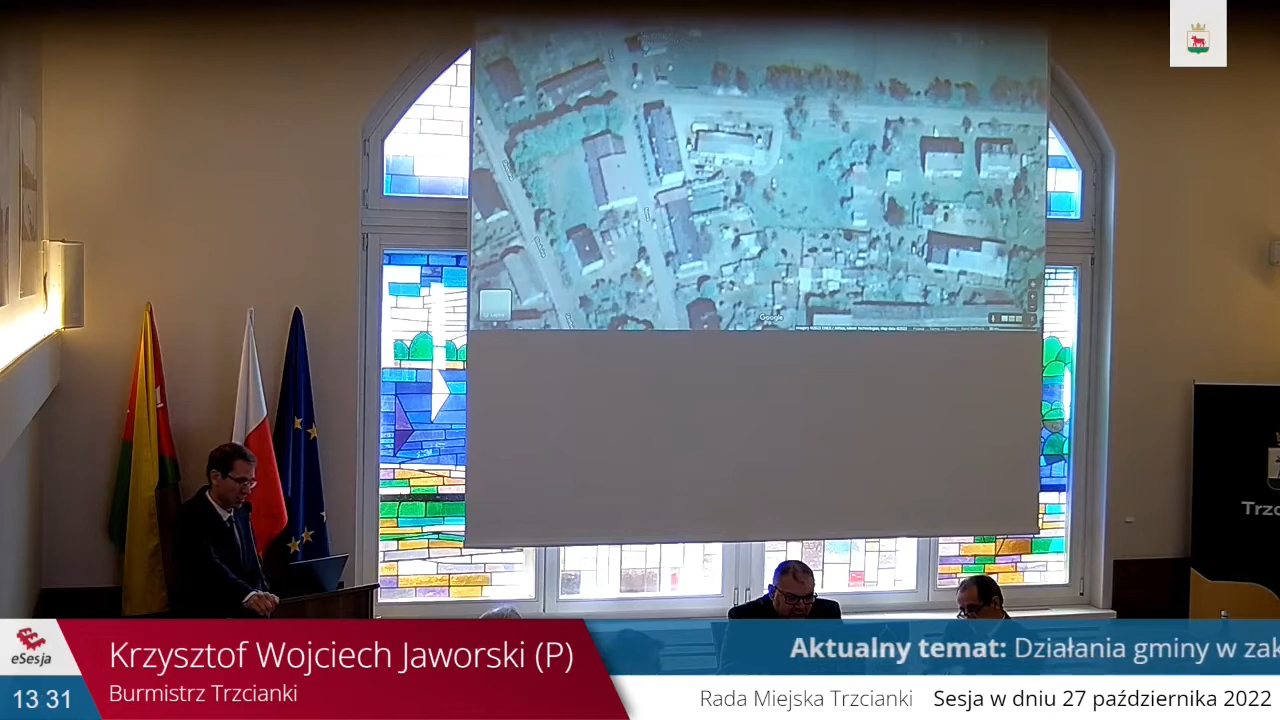 Google
Trzc
eSesja
Krzysztof Wojciech Jaworski (P)
Burmistrz Trzcianki
13 31
Aktualny temat: Działania gminy w zak
Rada Miejska Trzcianki Sesja w dniu 27 października 2022